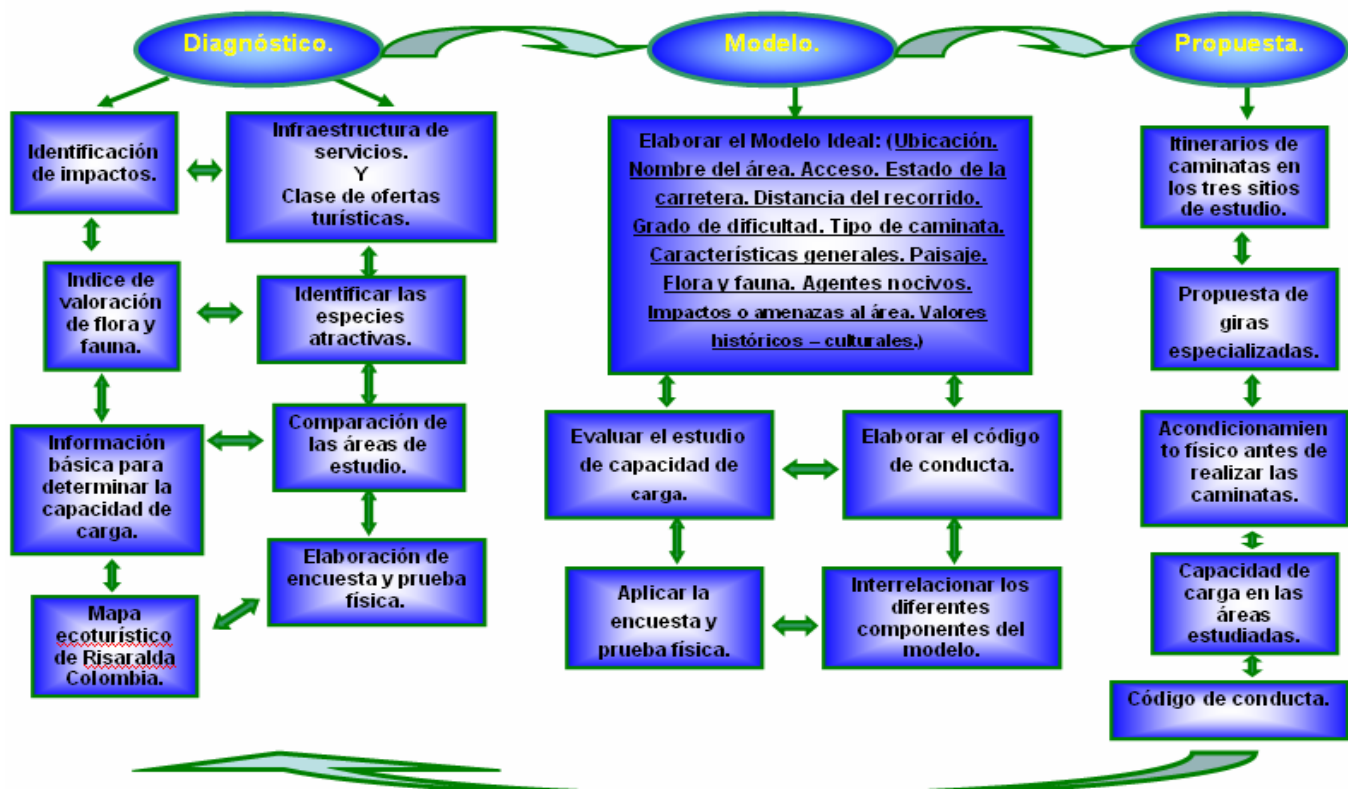 Diagnóstico.
Modelo.
Propuesta.
Identificación
de impactos.
Infraestructura de
servicios.
Y
Clase de ofertas
turísticas.
Indice de
valoración
de flora y
fauna.
Identificar las
especies
atractivas.
Información
básica para
determinar la
capacidad de
carga.
Comparación de
las áreas de
estudio.
Mapa
ecoturístico
de Risaralda
Colombia.
Elaboración de
encuesta y prueba
física.
Elaborar el Modelo Ideal: (Ubicación.
Nombre del área. Acceso. Estado de la
carretera. Distancia del recorrido.
Grado de dificultad. Tipo de caminata.
Características generales. Paisaje.
Flora y fauna. Agentes nocivos.
Impactos o amenazas al área. Valores
históricos – culturales.)
Evaluar el estudio
de capacidad de
carga.
Elaborar el código
de conducta.
Aplicar la
encuesta y
prueba física.
Interrelacionar los
diferentes
componentes del
modelo.
Itinerarios de
caminatas en
los tres sitios
de estudio.
Propuesta de
giras
especializadas.
Acondicionamien
to físico antes de
realizar las
caminatas.
Capacidad de
carga en las
áreas
estudiadas.
Código de conducta.